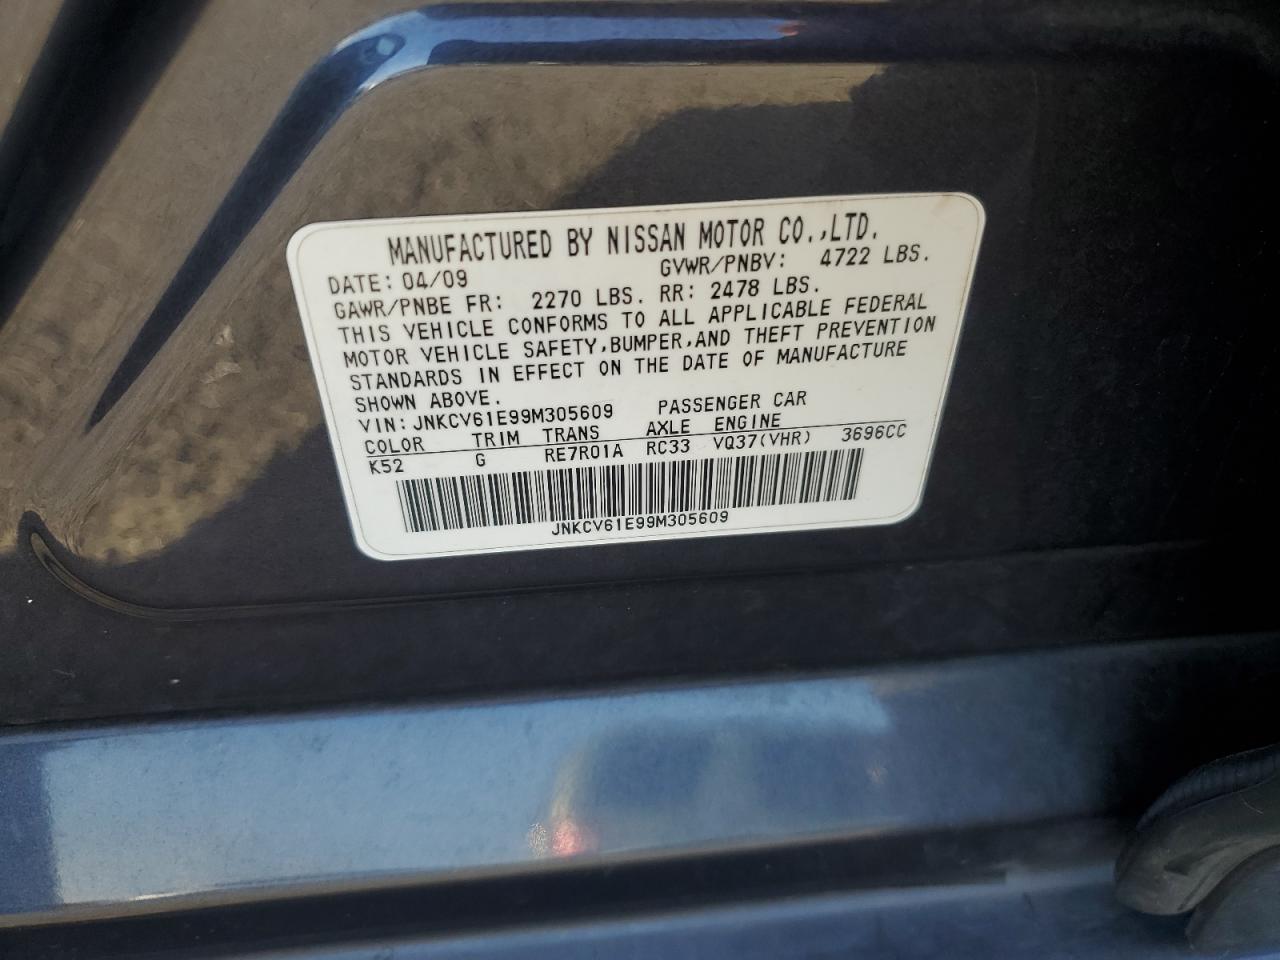 MANUFACTURED BY NISSAN MOTOR CO.,LTD.
DATE: 04/09 GVWR/PNBV: 4722 LBS.
GAWR/PNBE FR: 2270 LBS. RR: 2478 LBS.
THIS VEHICLE CONFORMS TO ALL APPLICABLE FEDERAL
MOTOR VEHICLE SAFETY,BUMPER,AND THEFT PREVENTION
STANDARDS IN EFFECT ON THE DATE OF MANUFACTURE
SHOWN ABOVE.
VIN: JNKCV61E99M305609 PASSENGER CAR
COLOR TRIM TRANS AXLE ENGINE
K52 G RE7R01A RC33 VQ37(VHR) 3696CC
JNKCV61E99M305609